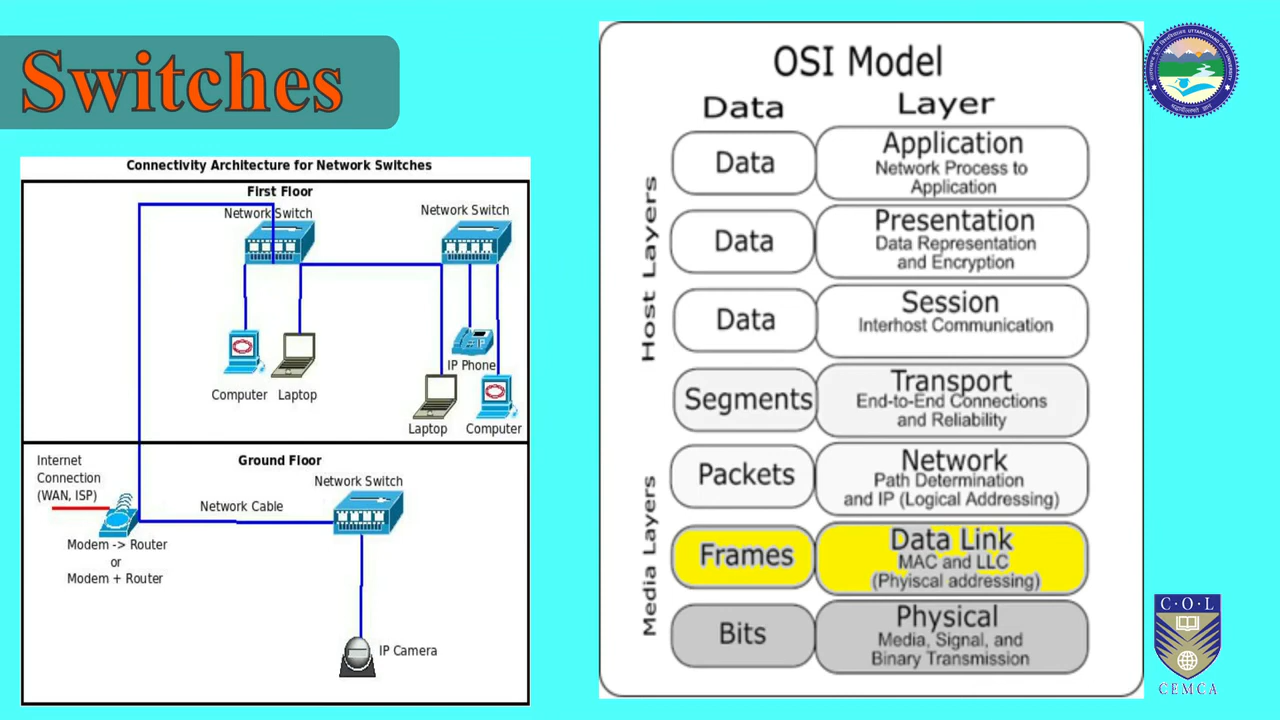 Switches
Connectivity Architecture for Network Switches
First Floor
Network Switch
Network Switch
Computer
Laptop
IP
IP Phone
Laptop
Computer
Ground Floor
Internet
Connection
(WAN, ISP)
Network Switch
Network Cable
Modem -> Router
or
Modem + Router
IP Camera
OSI Model
Data
Layer
Host Layers
Data
Application
Network Process to
Application
Data
Presentation
Data Representation
and Encryption
Data
Session
Interhost Communication
Segments
Transport
End-to-End Connections
and Reliability
Media Layers
Packets
Network
Path Determination
and IP (Logical Addressing)
Frames
Data Link
MAC and LLC
(Phyiscal addressing)
Bits
Physical
Media, Signal, and
Binary Transmission
C·O·L
CEMCA